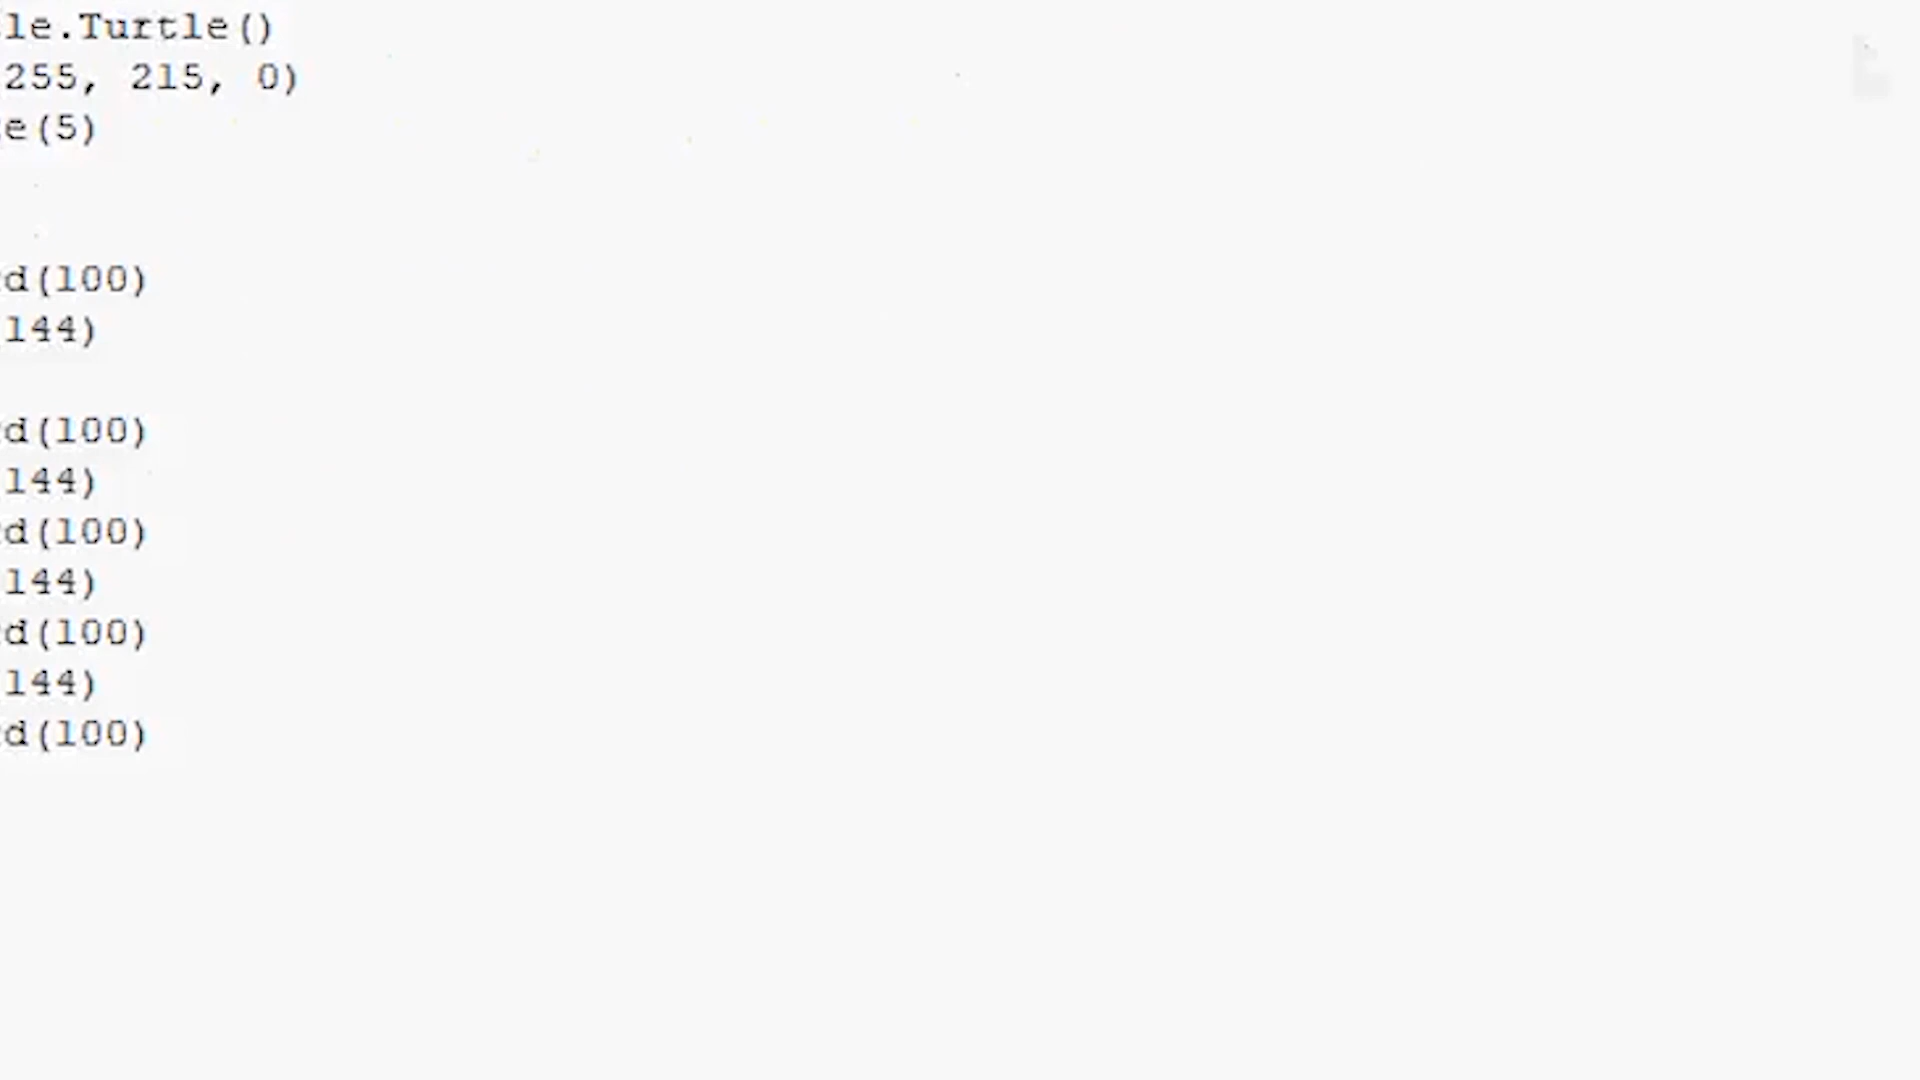 le.Turtle()
255, 215, 0)
e(5)
d(100)
144)
d(100)
144)
d(100)
144)
d(100)
144)
d(100)